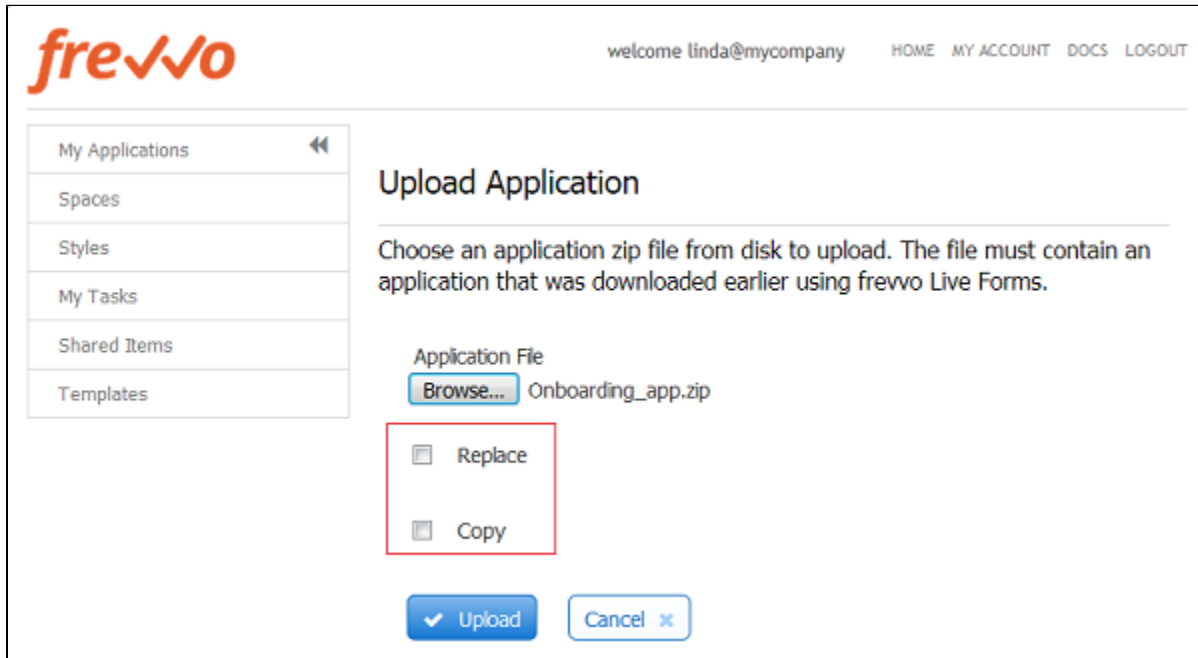 frevvo
welcome linda@mycompany HOME MY ACCOUNT DOCS LOGOUT
My Applications
Spaces
Styles
My Tasks
Shared Items
Templates
Upload Application
Choose an application zip file from disk to upload. The file must contain an
application that was downloaded earlier using frevvo Live Forms.
Application File
Browse... Onboarding_app.zip
Replace
Copy
Upload Cancel